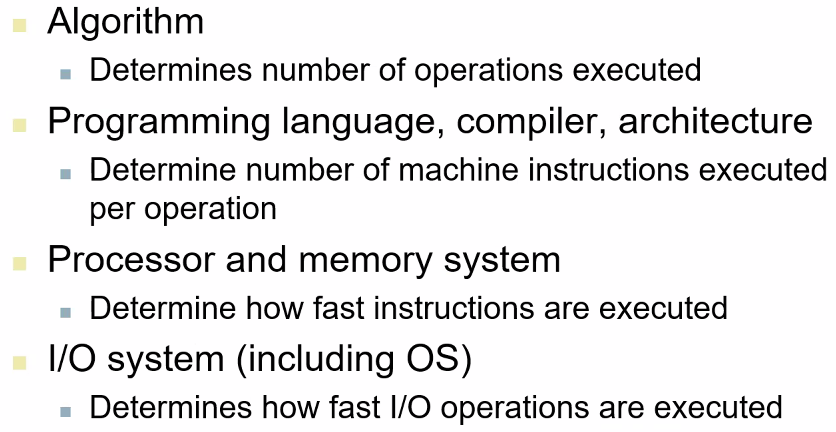 Algorithm
Determines number of operations executed
Programming language, compiler, architecture
Determine number of machine instructions executed
per operation
Processor and memory system
Determine how fast instructions are executed
I/O system (including OS)
Determines how fast I/O operations are executed